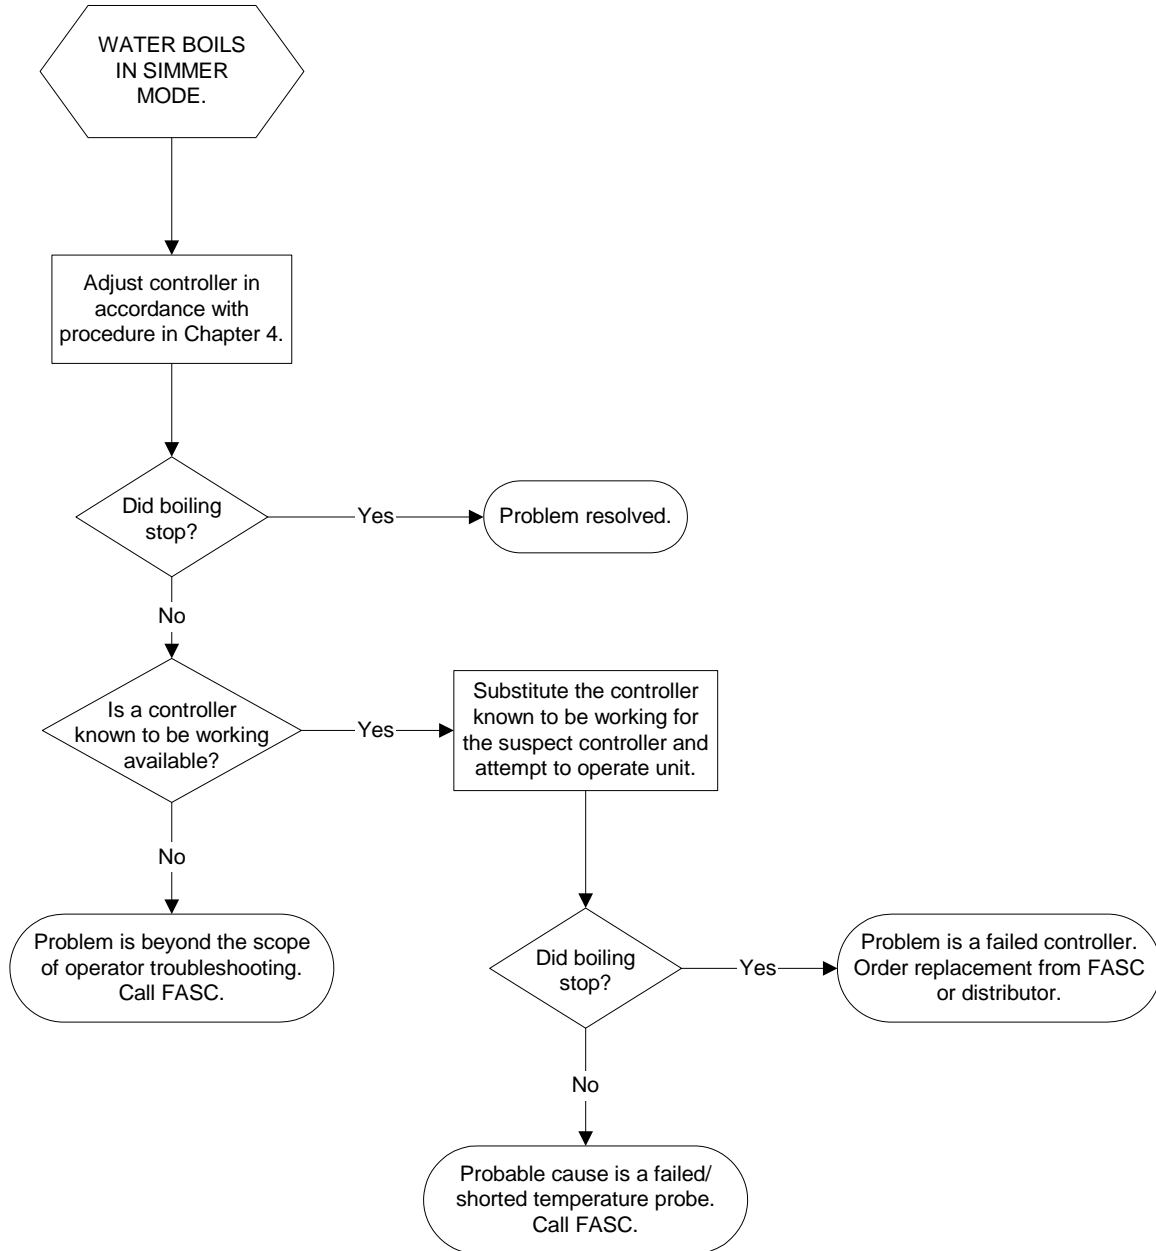 WATER BOILS
IN SIMMER
MODE.
Adjust controller in
accordance with
procedure in Chapter 4.
Did boiling
stop?
Yes
Problem resolved.
No
Is a controller
known to be working
available?
Yes
Substitute the controller
known to be working for
the suspect controller and
attempt to operate unit.
No
Problem is beyond the scope
of operator troubleshooting.
Call FASC.
Did boiling
stop?
Yes
Problem is a failed controller.
Order replacement from FASC
or distributor.
No
Probable cause is a failed/
shorted temperature probe.
Call FASC.